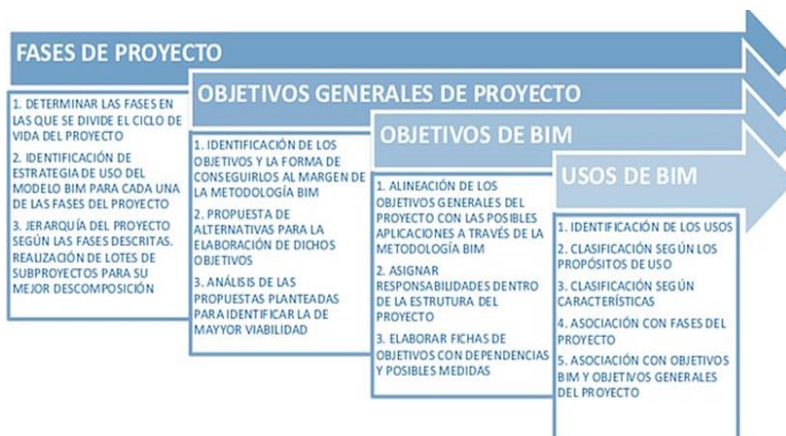 FASES DE PROYECTO
1. DETERMINAR LAS FASES EN
LAS QUE SE DIVIDE EL CICLO DE
VIDA DEL PROYECTO
2. IDENTIFICACIÓN DE
ESTRATEGIA DE USO DEL
MODELO BIM PARA CADA UNA
DE LAS FASES DEL PROYECTO
3. JERARQUÍA DEL PROYECTO
SEGÚN LAS FASES DESCRITAS.
REALIZACIÓN DE LOTES DE
SUBPROYECTOS PARA SU
MEJOR DESCOMPOSICIÓN
OBJETIVOS GENERALES DE PROYECTO
1. IDENTIFICACIÓN DE LOS
OBJETIVOS Y LA FORMA DE
CONSEGUIRLOS AL MARGEN DE
LA METODOLOGÍA BIM
2. PROPUESTA DE
ALTERNATIVAS PARA LA
ELABORACIÓN DE DICHOS
OBJETIVOS
3. ANÁLISIS DE LAS
PROPUESTAS PLANTEADAS
PARA IDENTIFICAR LA DE
MAYYOR VIABILIDAD
OBJETIVOS DE BIM
1. ALINEACIÓN DE LOS
OBJETIVOS GENERALES DEL
PROYECTO CON LAS POSIBLES
APLICACIONES A TRAVÉS DE LA
METODOLOGÍA BIM
2. ASIGNAR
RESPONSABILIDADES DENTRO
DE LA ESTRUTURA DEL
PROYECTO
3. ELABORAR FICHAS DE
OBJETIVOS CON DEPENDENCIAS
Y POSIBLES MEDIDAS
USOS DE BIM
1. IDENTIFICACIÓN DE LOS USOS
2. CLASIFICACIÓN SEGÚN LOS
PROPÓSITOS DE USO
3. CLASIFICACIÓN SEGÚN
CARACTERÍSTICAS
4. ASOCIACIÓN CON FASES DEL
PROYECTO
5. ASOCIACIÓN CON OBJETIVOS
BIM Y OBJETIVOS GENERALES
DEL PROYECTO